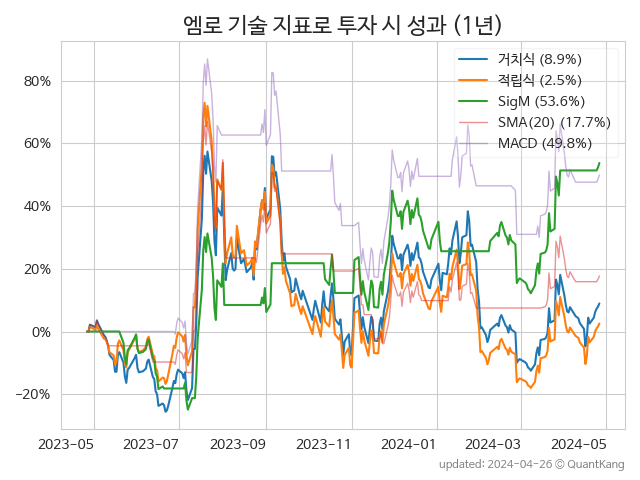 엠로 기술 지표로 투자 시 성과 (1년)
거치식 (8.9%)
적립식 (2.5%)
SigM (53.6%)
SMA(20) (17.7%)
MACD (49.8%)
80%
60%
40%
20%
0%
−20%
2023-05 2023-07 2023-09 2023-11 2024-01 2024-03 2024-05
updated: 2024-04-26 © QuantKang